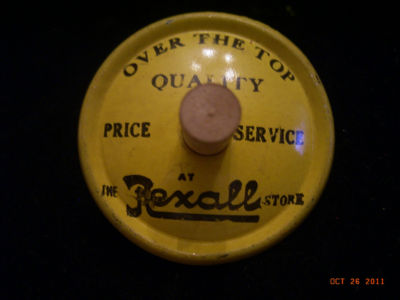 OVER THE TOP
QUALITY
PRICE SERVICE
AT
THE Rexall STORE
OCT 26 2011